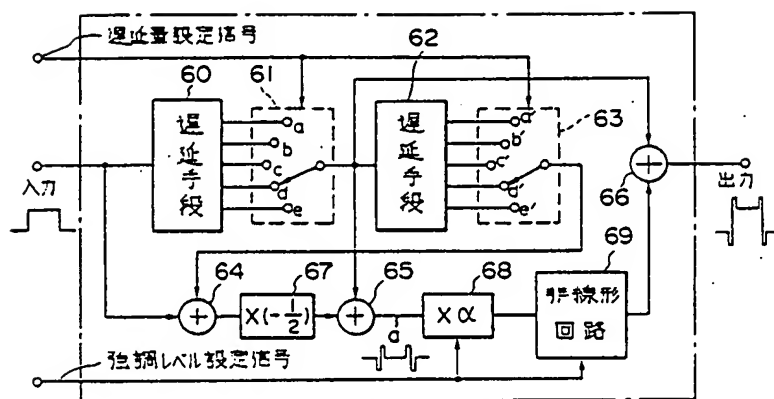 遅延量設定信号
60
61
62
63
遅延手段
a
b
c
d
e
遅延手段
a'
b'
c'
d'
e'
入力
66
+
出力
64
+
67
×(-1/2)
65
+
a
68
×α
69
非線形
回路
強調レベル設定信号